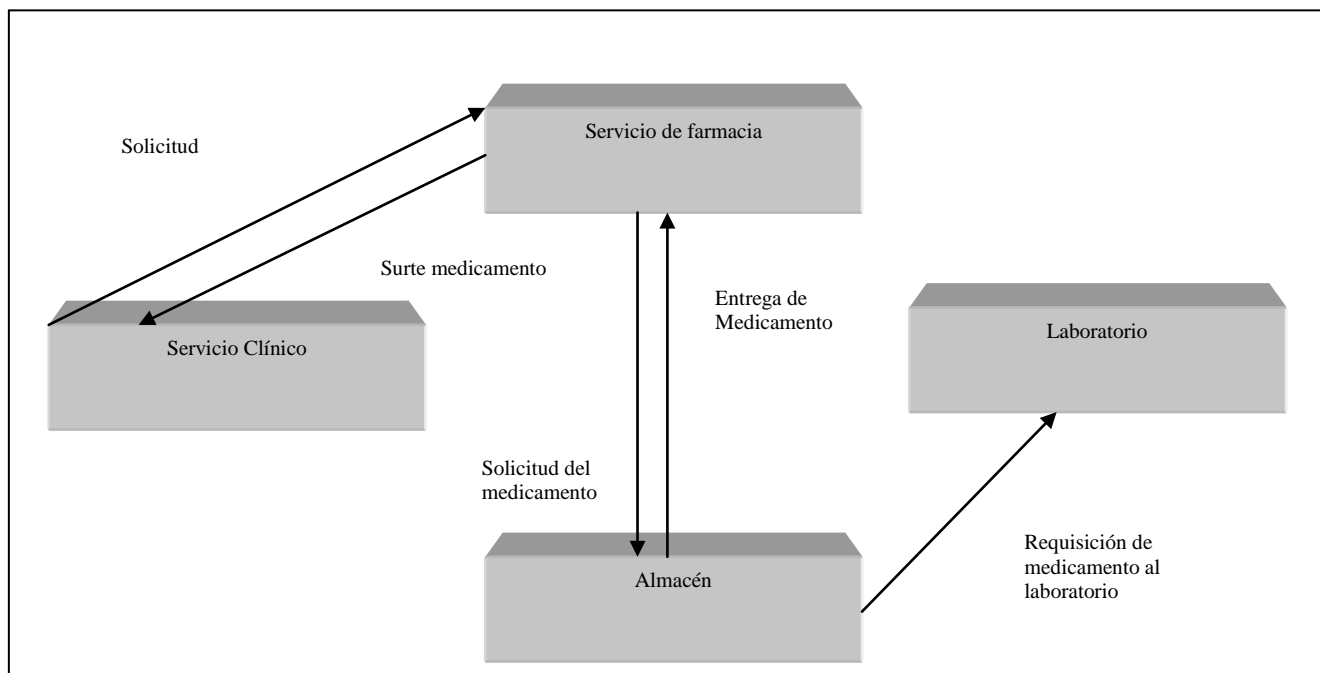 Servicio de farmacia
Solicitud
Surte medicamento
Entrega de
Medicamento
Servicio Clínico
Laboratorio
Solicitud del
medicamento
Almacén
Requisición de
medicamento al
laboratorio